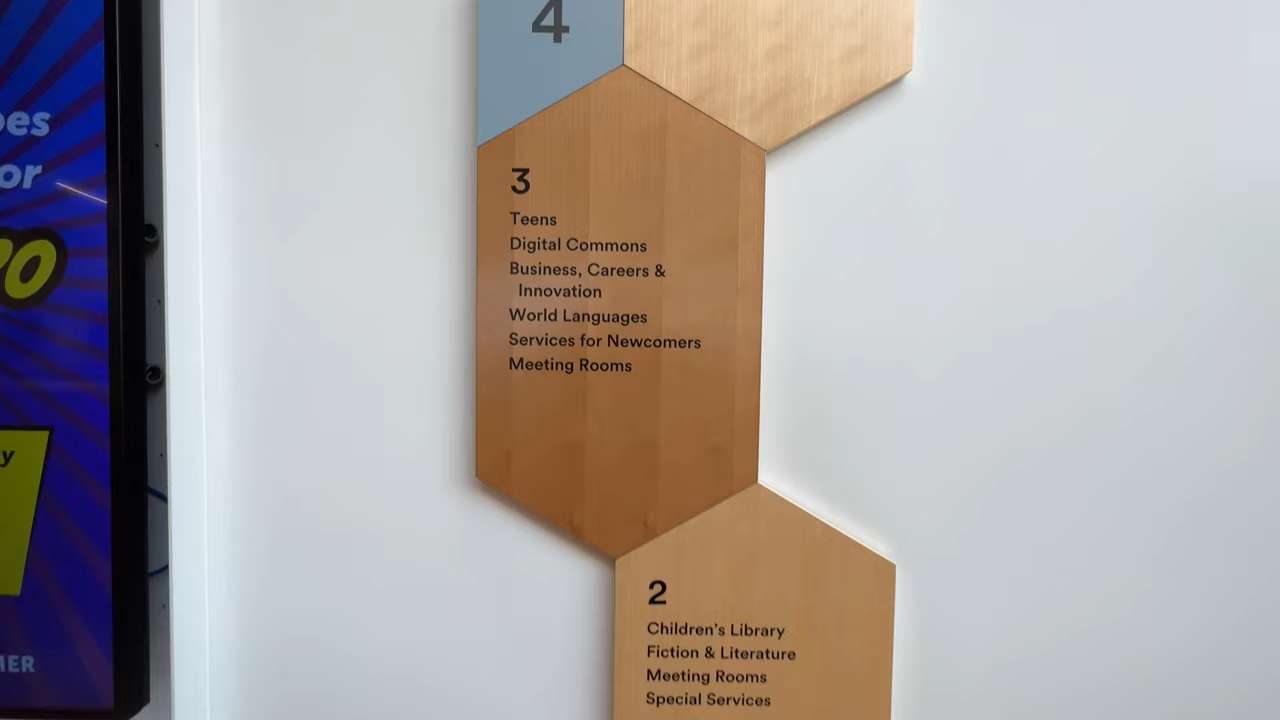 4
3
Teens
Digital Commons
Business, Careers &
Innovation
World Languages
Services for Newcomers
Meeting Rooms
2
Children's Library
Fiction & Literature
Meeting Rooms
Special Services